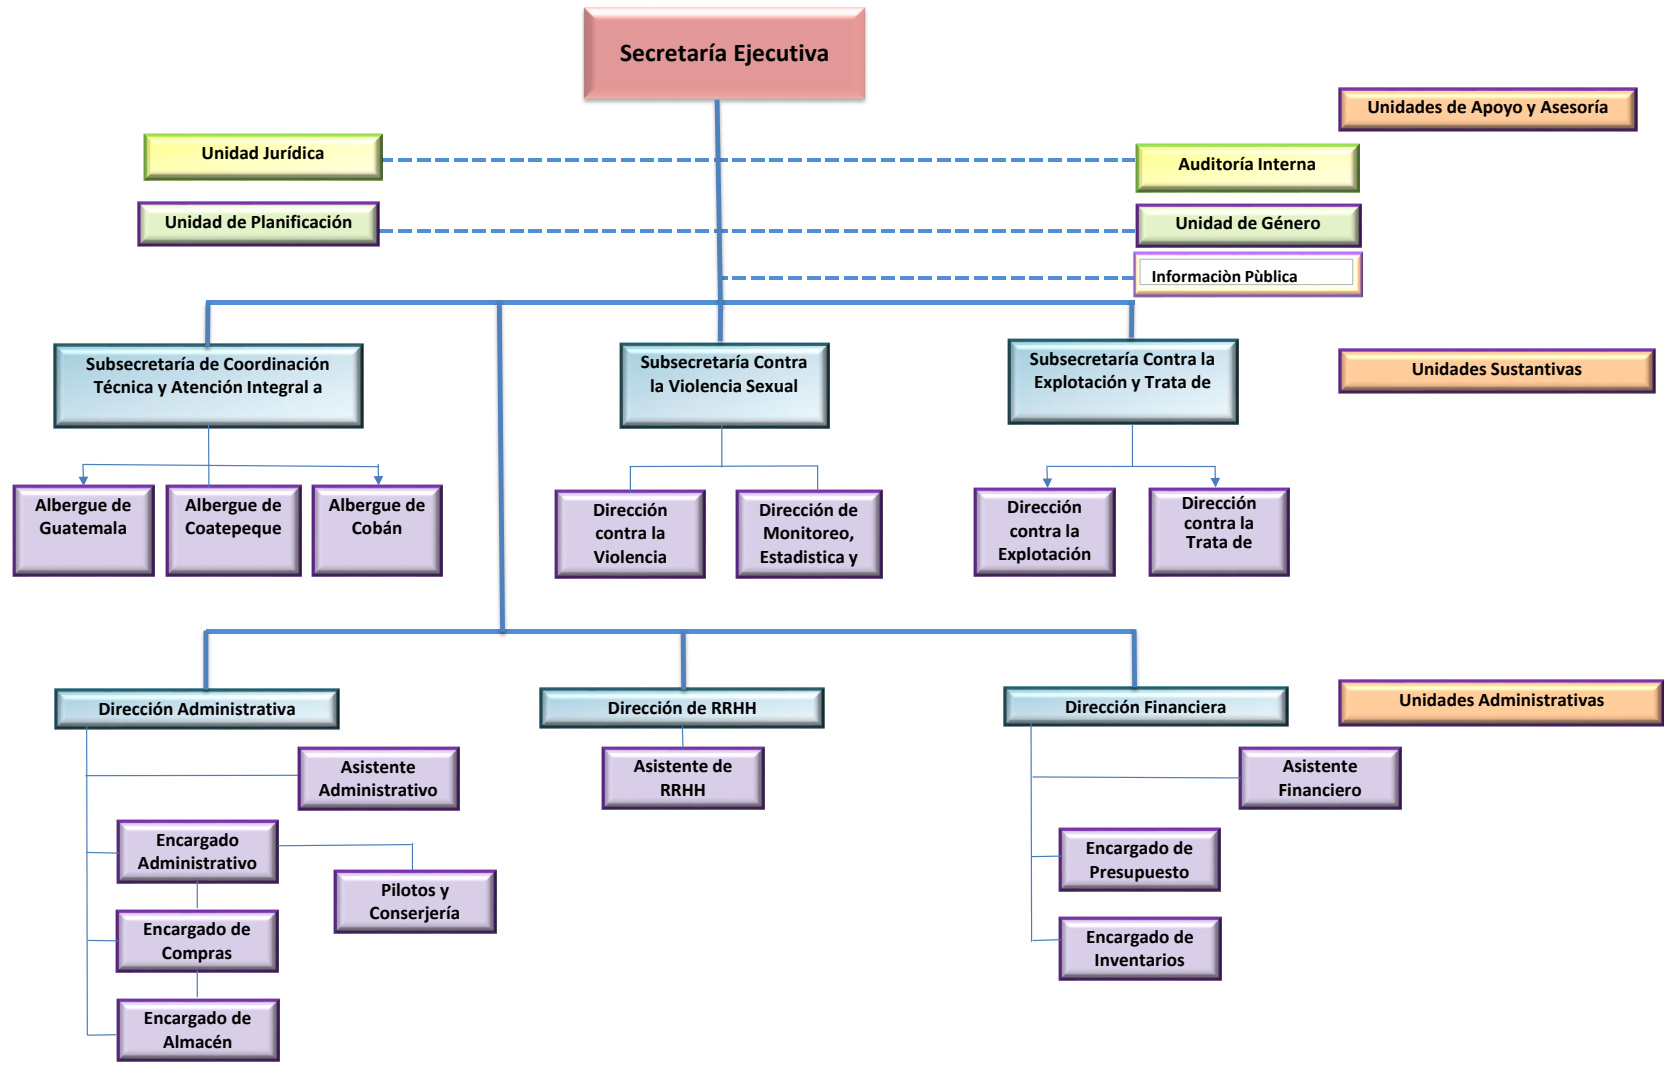 Secretaría Ejecutiva
Unidades de Apoyo y Asesoría
Unidad Jurídica
Auditoría Interna
Unidad de Planificación
Unidad de Género
Informaciòn Pùblica
Subsecretaría de Coordinación
Técnica y Atención Integral a
Subsecretaría Contra
la Violencia Sexual
Subsecretaría Contra la
Explotación y Trata de
Unidades Sustantivas
Albergue de
Guatemala
Albergue de
Coatepeque
Albergue de
Cobán
Dirección
contra la
Violencia
Dirección de
Monitoreo,
Estadistica y
Dirección
contra la
Explotación
Dirección
contra la
Trata de
Dirección Administrativa
Dirección de RRHH
Dirección Financiera
Unidades Administrativas
Asistente
Administrativo
Asistente de
RRHH
Asistente
Financiero
Encargado
Administrativo
Pilotos y
Conserjería
Encargado de
Presupuesto
Encargado de
Compras
Encargado de
Inventarios
Encargado de
Almacén